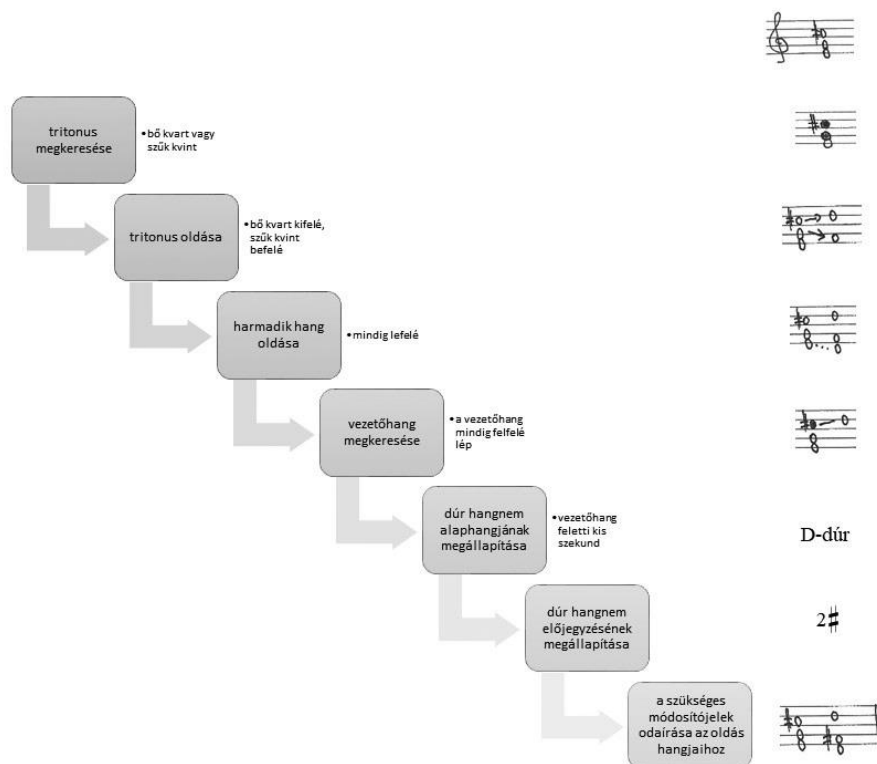 tritonus
megkeresése
•bő kvart vagy
szűk kvint
tritonus oldása
•bő kvart kifelé,
szűk kvint
befelé
harmadik hang
oldása
•mindig lefelé
vezetőhang
megkeresése
•a vezetőhang
mindig felfelé
lép
dúr hangnem
alaphangjának
megállapítása
•vezetőhang
feletti kis
szekund
D-dúr
dúr hangnem
előjegyzésének
megállapítása
2♯
a szükséges
módosítójelek
odaírása az oldás
hangjaihoz